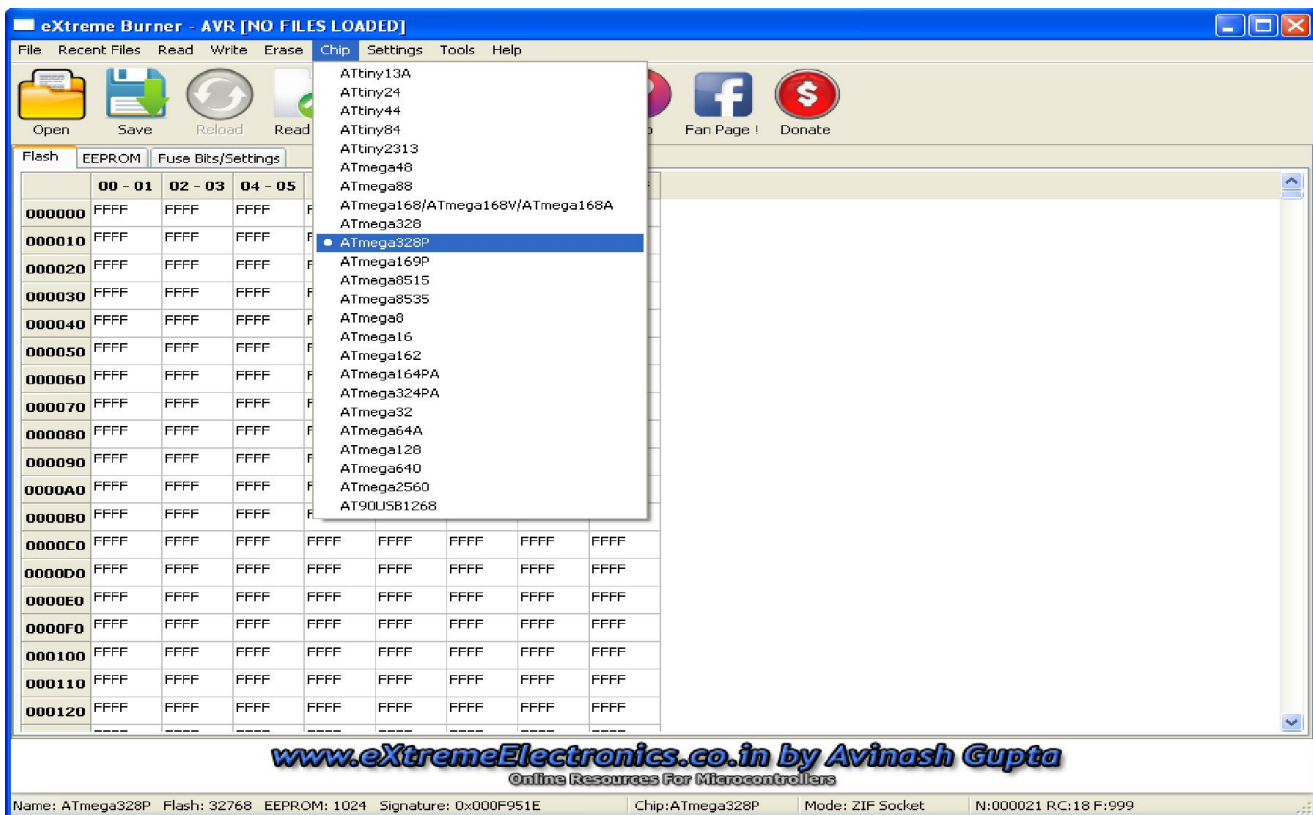 eXtreme Burner - AVR [NO FILES LOADED]
File Recent Files Read Write Erase Chip Settings Tools Help
Open Save Reload Read Fan Page ! Donate
Flash EEPROM Fuse Bits/Settings
ATtiny13A
ATtiny24
ATtiny44
ATtiny84
ATtiny2313
ATmega48
ATmega88
ATmega168/ATmega168V/ATmega168A
ATmega328
ATmega328P
ATmega169P
ATmega8515
ATmega8535
ATmega8
ATmega16
ATmega162
ATmega164PA
ATmega324PA
ATmega32
ATmega64A
ATmega128
ATmega640
ATmega2560
AT90USB1268
00 - 01 02 - 03 04 - 05
000000 FFFF FFFF FFFF
000010 FFFF FFFF FFFF
000020 FFFF FFFF FFFF
000030 FFFF FFFF FFFF
000040 FFFF FFFF FFFF
000050 FFFF FFFF FFFF
000060 FFFF FFFF FFFF
000070 FFFF FFFF FFFF
000080 FFFF FFFF FFFF
000090 FFFF FFFF FFFF
0000A0 FFFF FFFF FFFF
0000B0 FFFF FFFF FFFF
0000C0 FFFF FFFF FFFF FFFF FFFF FFFF FFFF FFFF
0000D0 FFFF FFFF FFFF FFFF FFFF FFFF FFFF FFFF
0000E0 FFFF FFFF FFFF FFFF FFFF FFFF FFFF FFFF
0000F0 FFFF FFFF FFFF FFFF FFFF FFFF FFFF FFFF
000100 FFFF FFFF FFFF FFFF FFFF FFFF FFFF FFFF
000110 FFFF FFFF FFFF FFFF FFFF FFFF FFFF FFFF
000120 FFFF FFFF FFFF FFFF FFFF FFFF FFFF FFFF
www.eXtremeElectronics.co.in by Avinash Gupta
Online Resources For Microcontrollers
Name: ATmega328P Flash: 32768 EEPROM: 1024 Signature: 0x000F951E Chip:ATmega328P Mode: ZIF Socket N:000021 RC:18 F:999